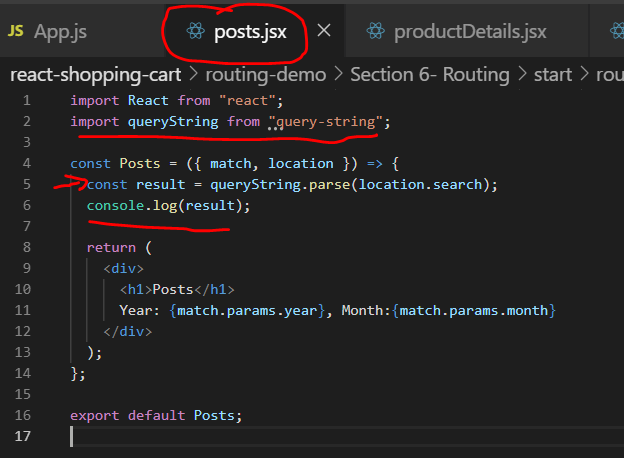 JS App.js posts.jsx × productDetails.jsx
react-shopping-cart > routing-demo > Section 6- Routing > start > rou
1 import React from "react";
2 import queryString from "query-string";
3
4 const Posts = ({ match, location }) => {
5 const result = queryString.parse(location.search);
6 console.log(result);
7
8 return (
9 <div>
10 <h1>Posts</h1>
11 Year: {match.params.year}, Month:{match.params.month}
12 </div>
13 );
14 };
15
16 export default Posts;
17